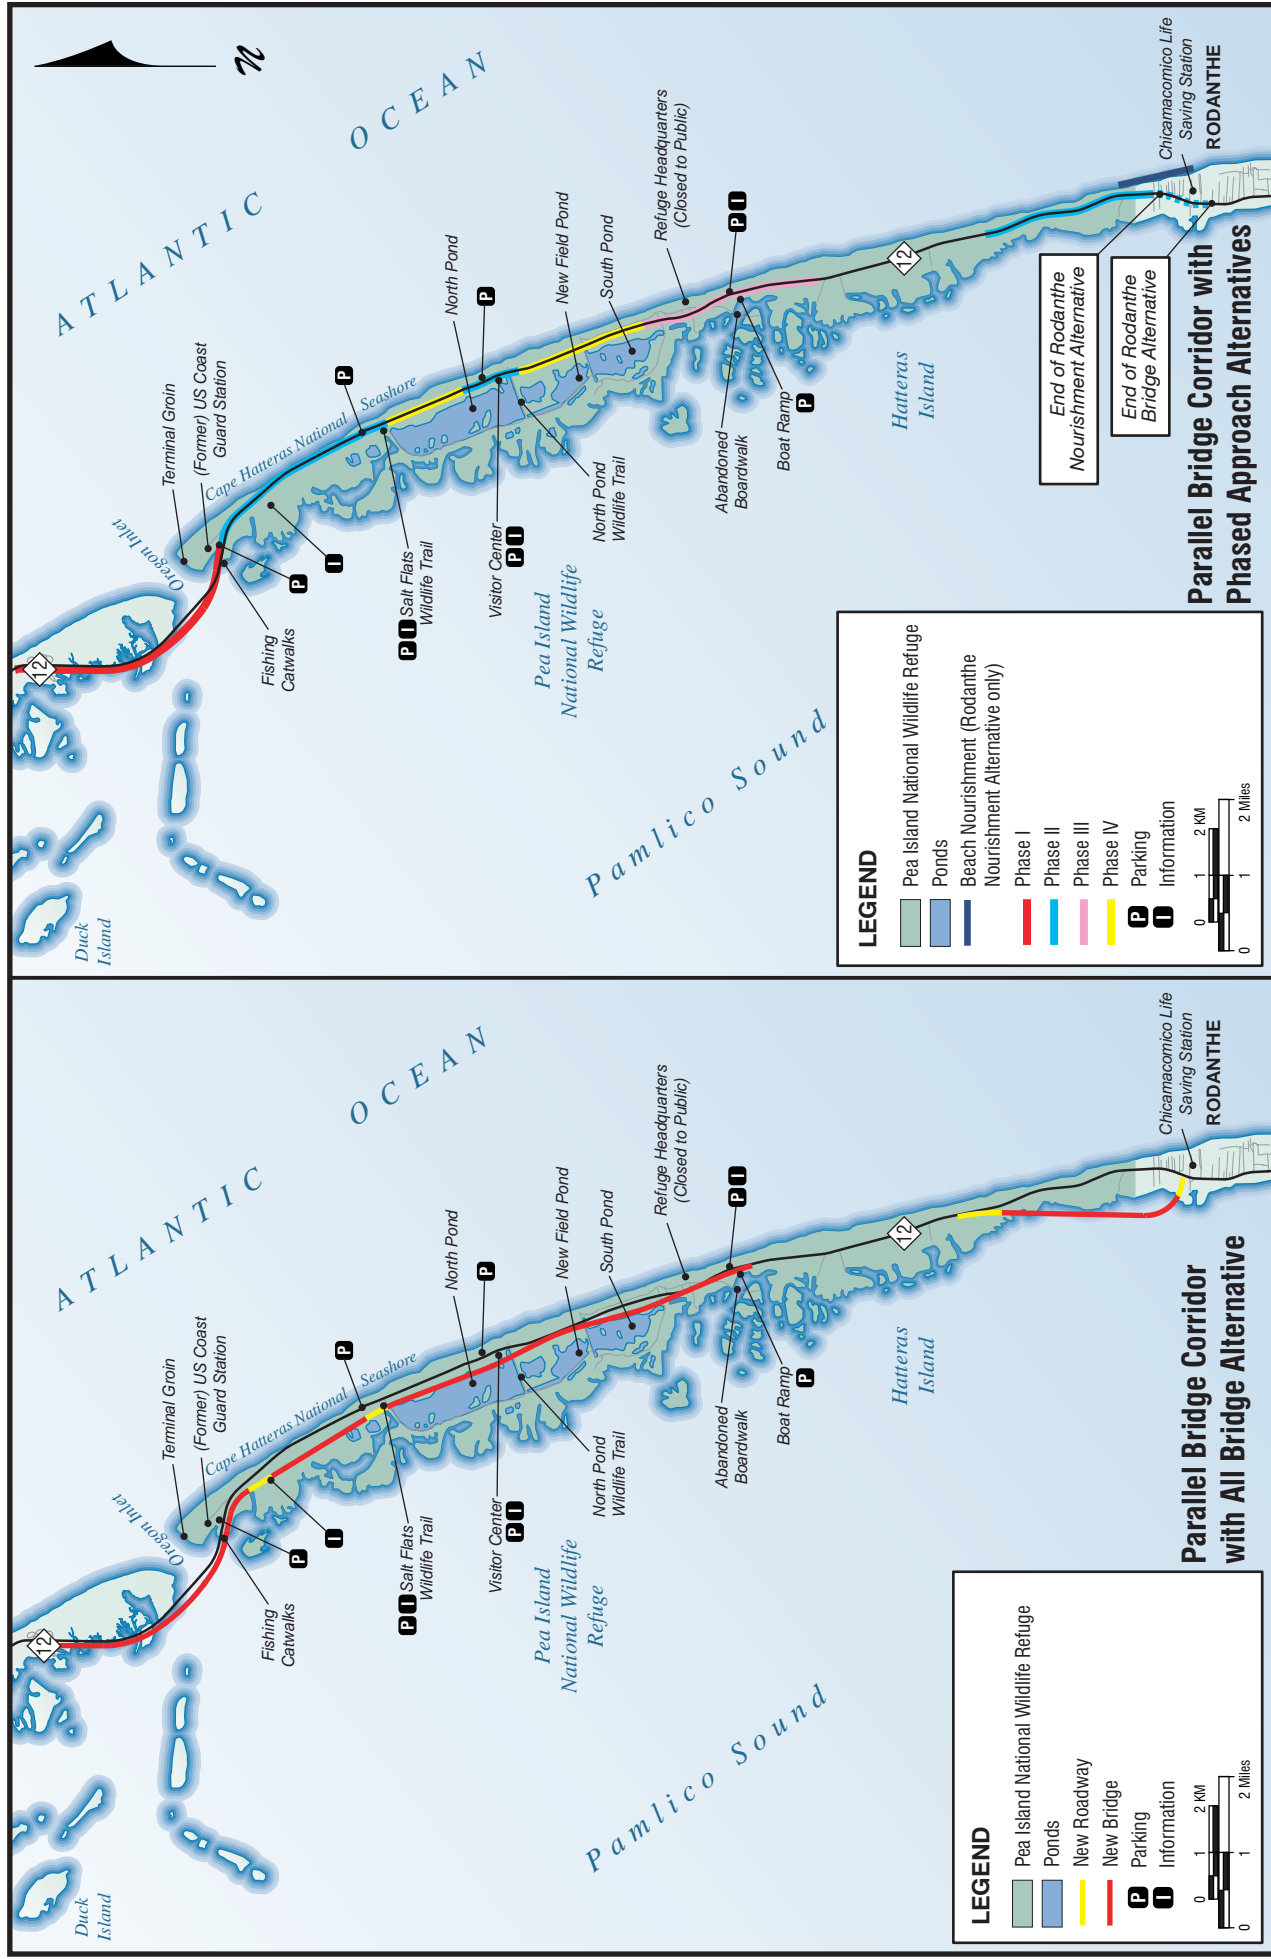 Parallel Bridge Corridor
with All Bridge Alternative
LEGEND
Pea Island National Wildlife Refuge
Ponds
New Roadway
New Bridge
P Parking
I Information
0 1 2 KM
0 2 Miles
Duck
Island
12
Oregon Inlet
Terminal Groin
(Former) US Coast
Guard Station
Cape Hatteras National Seashore
ATLANTIC OCEAN
Fishing
Catwalks
P
I
P
P I Salt Flats
Wildlife Trail
North Pond
P
Visitor Center
P I
North Pond
Wildlife Trail
New Field Pond
South Pond
Pea Island
National Wildlife
Refuge
Refuge Headquarters
(Closed to Public)
P I
Abandoned
Boardwalk
Boat Ramp
P
Pamlico Sound
Hatteras
Island
12
Chicamacomico Life
Saving Station
RODANTHE
Parallel Bridge Corridor with
Phased Approach Alternatives
LEGEND
Pea Island National Wildlife Refuge
Ponds
Beach Nourishment (Rodanthe
Nourishment Alternative only)
Phase I
Phase II
Phase III
Phase IV
P Parking
I Information
0 1 2 KM
0 2 Miles
Duck
Island
12
Oregon Inlet
Terminal Groin
(Former) US Coast
Guard Station
Cape Hatteras National Seashore
ATLANTIC OCEAN
n
Fishing
Catwalks
P
I
P
P I Salt Flats
Wildlife Trail
North Pond
P
Visitor Center
P I
North Pond
Wildlife Trail
New Field Pond
South Pond
Pea Island
National Wildlife
Refuge
Refuge Headquarters
(Closed to Public)
P I
Abandoned
Boardwalk
Boat Ramp
P
Pamlico Sound
Hatteras
Island
12
End of Rodanthe
Nourishment Alternative
End of Rodanthe
Bridge Alternative
Chicamacomico Life
Saving Station
RODANTHE